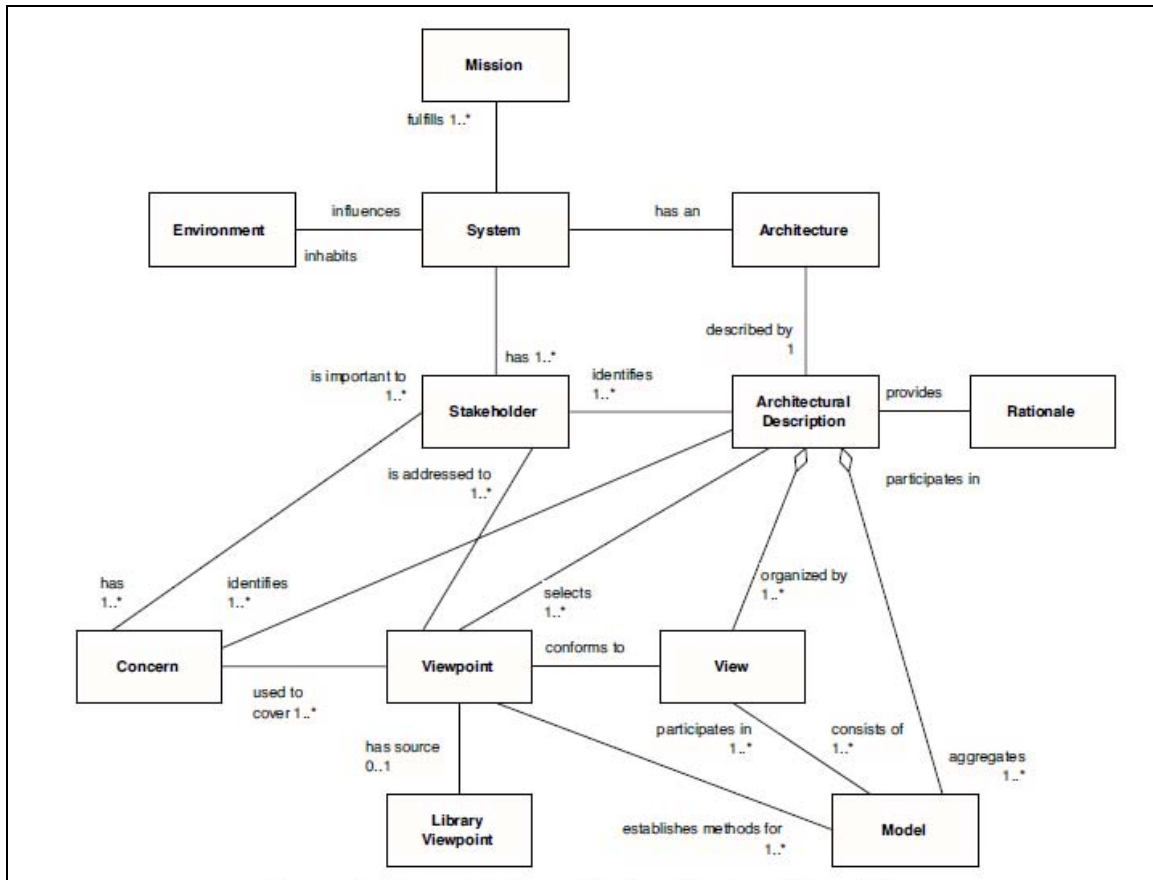 Mission
fulfills 1..*
influences
has an
Environment
System
Architecture
inhabits
described by
1
has 1..*
is important to
1..*
identifies
1..*
Stakeholder
Architectural
Description
provides
Rationale
is addressed to
1..*
participates in
has
1..*
identifies
1..*
selects
1..*
organized by
1..*
Concern
Viewpoint
conforms to
View
used to
cover 1..*
has source
0..1
participates in
1..*
consists of
1..*
aggregates
1..*
Library
Viewpoint
establishes methods for
1..*
Model